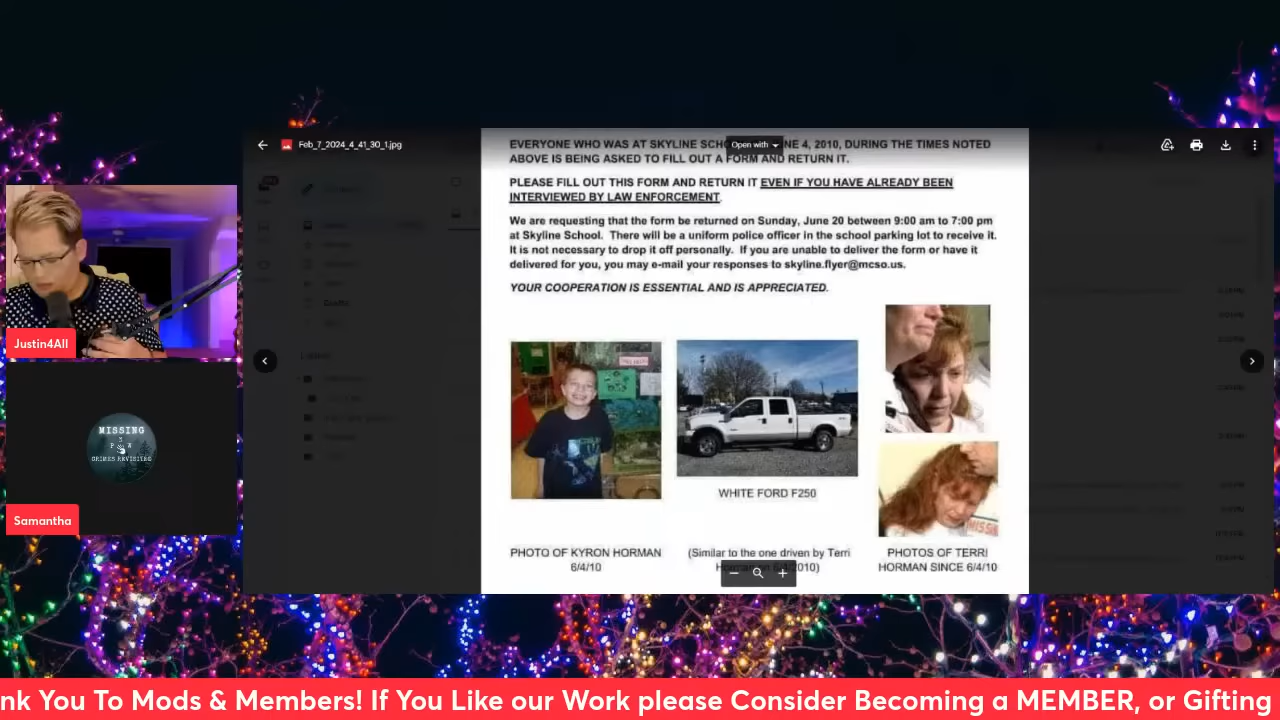 Feb_7_2024_4_41_30_1.jpg
Open with
EVERYONE WHO WAS AT SKYLINE NE 4, 2010, DURING THE TIMES NOTED
ABOVE IS BEING ASKED TO FILL OUT A FORM AND RETURN IT.
PLEASE FILL OUT THIS FORM AND RETURN IT EVEN IF YOU HAVE ALREADY BEEN
INTERVIEWED BY LAW ENFORCEMENT.
We are requesting that the form be returned on Sunday, June 20 between 9:00 am to 7:00 pm
at Skyline School. There will be a uniform police officer in the school parking lot to receive it.
It is not necessary to drop it off personally. If you are unable to deliver the form or have it
delivered for you, you may e-mail your responses to skyline.flyer@mcso.us.
YOUR COOPERATION IS ESSENTIAL AND IS APPRECIATED.
WHITE FORD F250
PHOTO OF KYRON HORMAN
6/4/10
(Similar to the one driven by Terri
2010)
PHOTOS OF TERRI
HORMAN SINCE 6/4/10
MISSIN
Justin4All
MISSING
CRIMES REVISITED
Samantha
nk You To Mods & Members! If You Like our Work please Consider Becoming a MEMBER, or Gifting